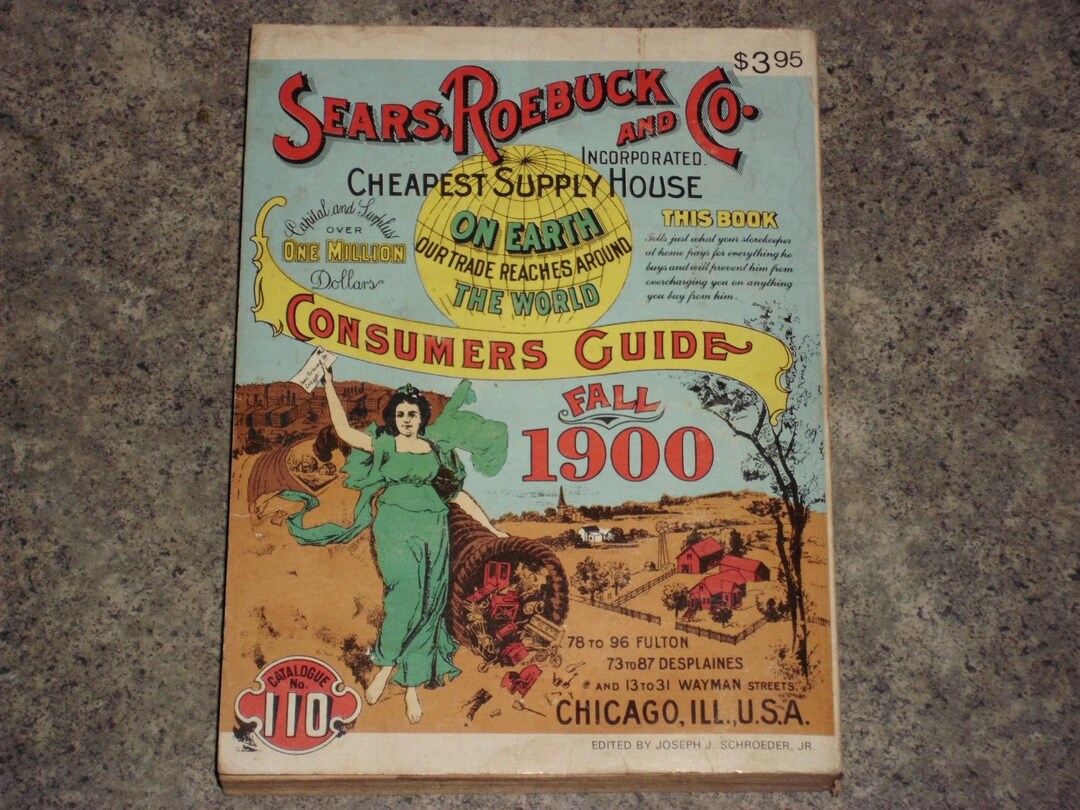 $3.95
SEARS, ROEBUCK AND CO.
INCORPORATED.
CHEAPEST SUPPLY HOUSE
ON EARTH
OUR TRADE REACHES AROUND
THE WORLD
Capital and Surplus
OVER
ONE MILLION
Dollars
THIS BOOK
Tells just what your storekeeper
at home pays for everything he
buys and will prevent him from
overcharging you on anything
you buy from him.
CONSUMERS GUIDE
FALL
1900
78 TO 96 FULTON
73 TO 87 DESPLAINES
AND 13 TO 31 WAYMAN STREETS.
CHICAGO, ILL., U.S.A.
CATALOGUE
No.
110
EDITED BY JOSEPH J. SCHROEDER, JR.